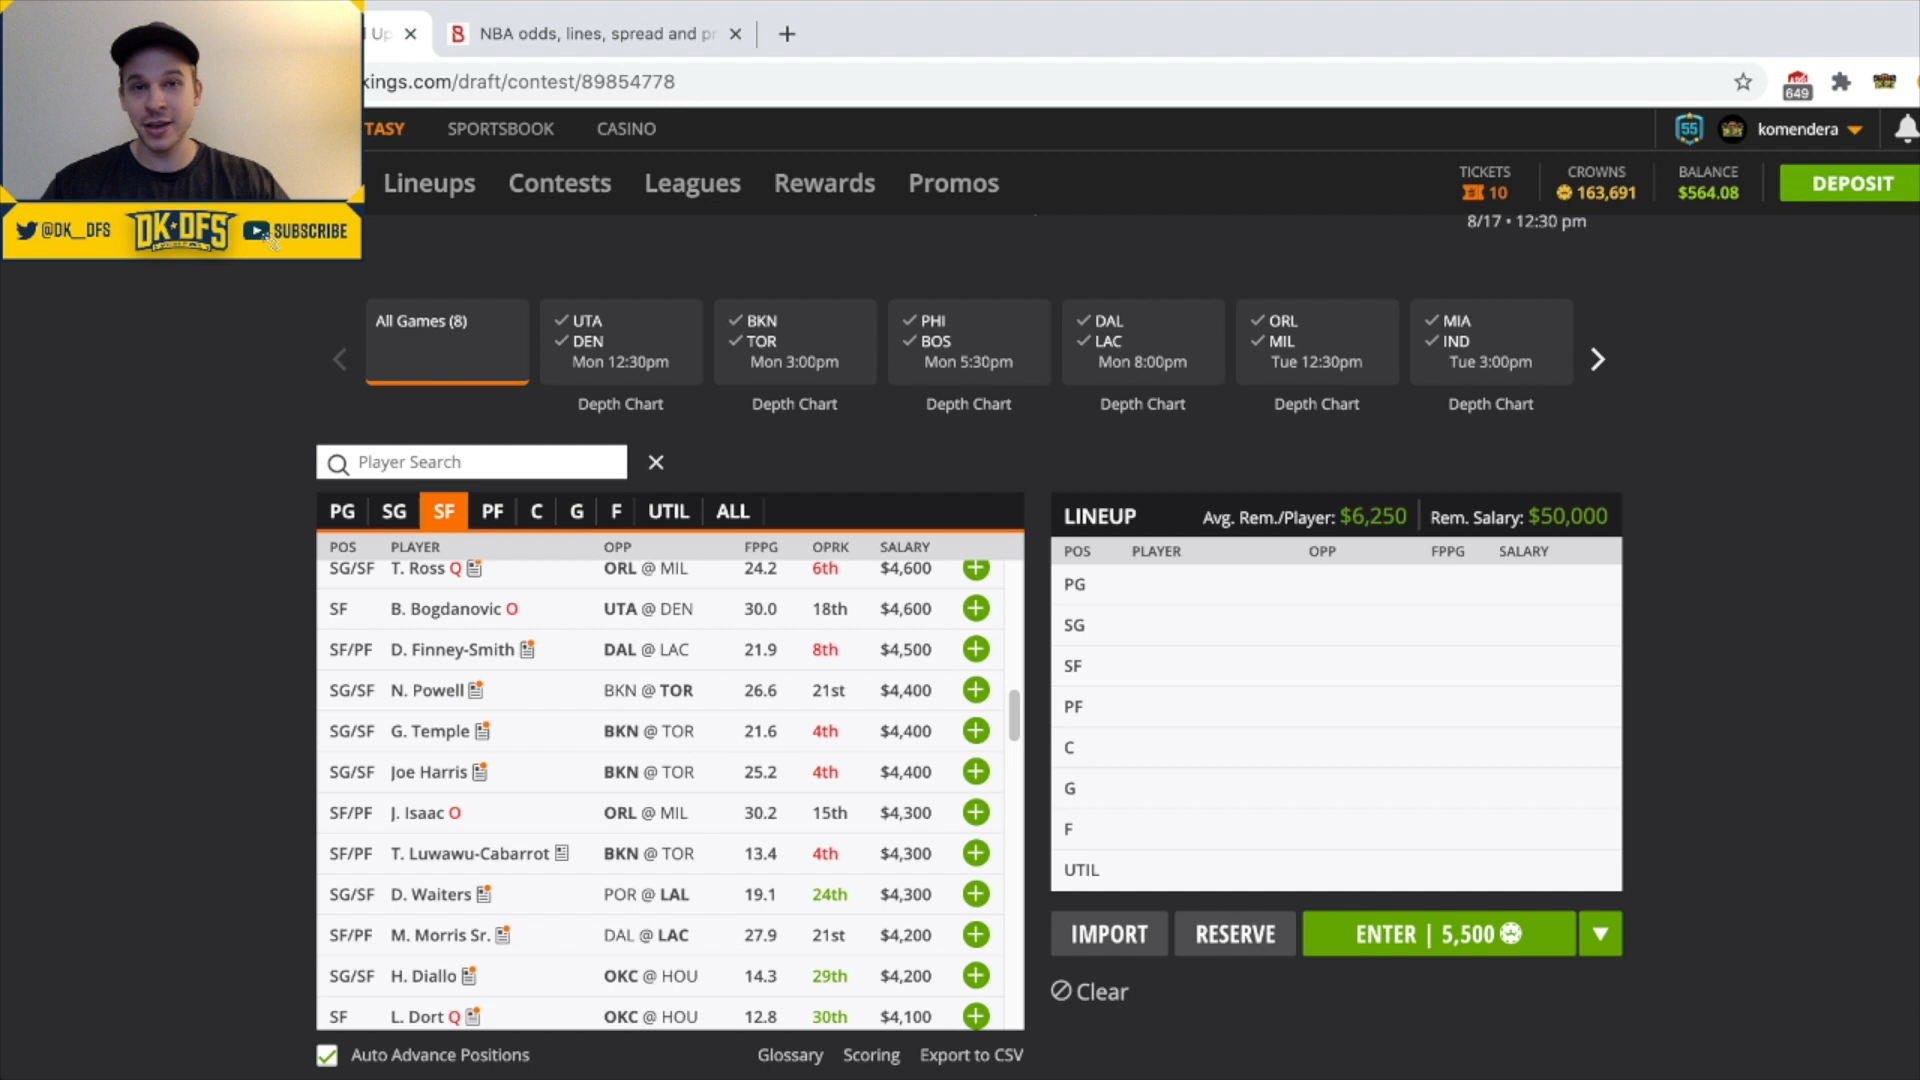 NBA odds, lines, spread and pr
kings.com/draft/contest/89854778
649
TASY SPORTSBOOK CASINO
55 komendera
Lineups Contests Leagues Rewards Promos
TICKETS 10
CROWNS 163,691
BALANCE $564.08
DEPOSIT
@DK__DFS DK DFS SUBSCRIBE
8/17 • 12:30 pm
All Games (8)
UTA DEN Mon 12:30pm
BKN TOR Mon 3:00pm
PHI BOS Mon 5:30pm
DAL LAC Mon 8:00pm
ORL MIL Tue 12:30pm
MIA IND Tue 3:00pm
Depth Chart Depth Chart Depth Chart Depth Chart Depth Chart Depth Chart
Player Search
PG SG SF PF C G F UTIL ALL
POS PLAYER OPP FPPG OPRK SALARY
SG/SF T. Ross Q ORL @ MIL 24.2 6th $4,600
SF B. Bogdanovic O UTA @ DEN 30.0 18th $4,600
SF/PF D. Finney-Smith DAL @ LAC 21.9 8th $4,500
SG/SF N. Powell BKN @ TOR 26.6 21st $4,400
SG/SF G. Temple BKN @ TOR 21.6 4th $4,400
SG/SF Joe Harris BKN @ TOR 25.2 4th $4,400
SF/PF J. Isaac O ORL @ MIL 30.2 15th $4,300
SF/PF T. Luwawu-Cabarrot BKN @ TOR 13.4 4th $4,300
SG/SF D. Waiters POR @ LAL 19.1 24th $4,300
SF/PF M. Morris Sr. DAL @ LAC 27.9 21st $4,200
SG/SF H. Diallo OKC @ HOU 14.3 29th $4,200
SF L. Dort Q OKC @ HOU 12.8 30th $4,100
Auto Advance Positions
Glossary Scoring Export to CSV
LINEUP Avg. Rem./Player: $6,250 Rem. Salary: $50,000
POS PLAYER OPP FPPG SALARY
PG
SG
SF
PF
C
G
F
UTIL
IMPORT RESERVE ENTER | 5,500
Clear